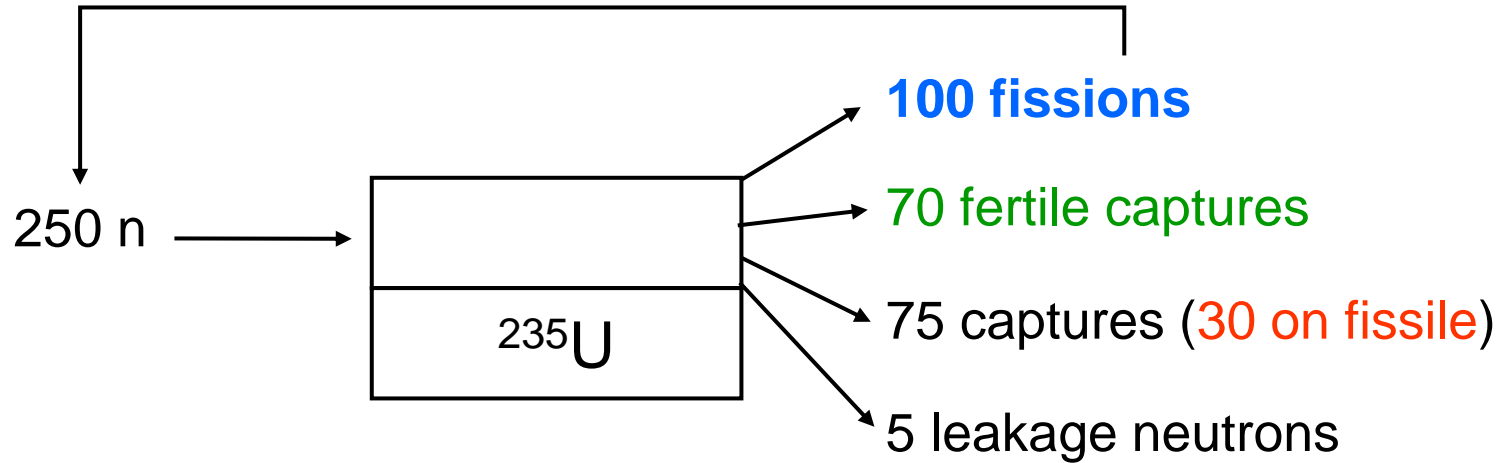 100 fissions
70 fertile captures
250 n
75 captures (30 on fissile)
²³⁵U
5 leakage neutrons